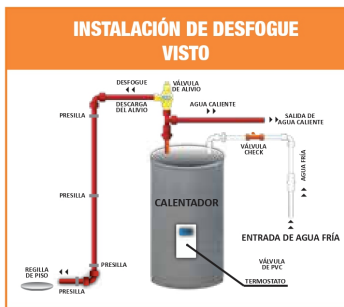 INSTALACIÓN DE DESFOGUE
VISTO
DESFOGUE
VÁLVULA
DE ALIVIO
DESCARGA
DEL ALIVIO
AGUA CALIENTE
PRESILLA
SALIDA DE
AGUA CALIENTE
VÁLVULA
CHECK
AGUA FRÍA
PRESILLA
CALENTADOR
ENTRADA DE AGUA FRÍA
REGILLA
DE PISO
PRESILLA
PRESILLA
VÁLVULA
DE PVC
TERMOSTATO